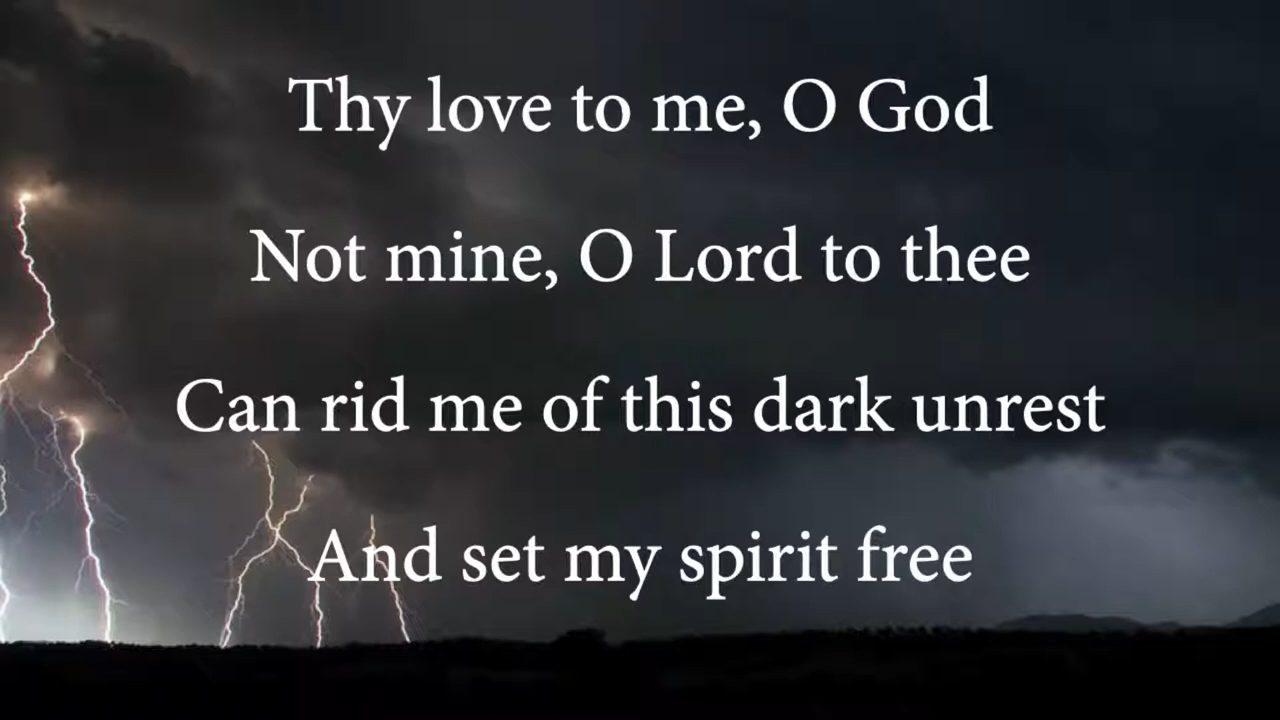 Thy love to me, O God
Not mine, O Lord to thee
Can rid me of this dark unrest
And set my spirit free